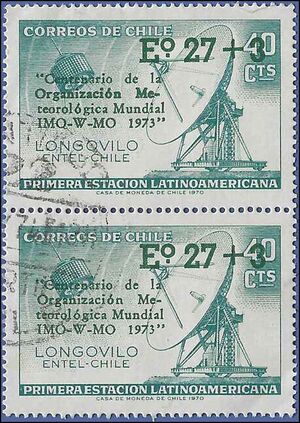 CORREOS DE CHILE
Eº 27 + 3
40
CTS
"Centenario de la
Organización Me-
teorológica Mundial
IMO-W-MO 1973"
LONGOVILO
ENTEL-CHILE
PRIMERA ESTACION LATINOAMERICANA
CASA DE MONEDA DE CHILE 1970
CORREOS DE CHILE
Eº 27 + 3
40
CTS
"Centenario de la
Organización Me-
teorológica Mundial
IMO-W-MO 1973"
LONGOVILO
ENTEL-CHILE
PRIMERA ESTACION LATINOAMERICANA
CASA DE MONEDA DE CHILE 1970